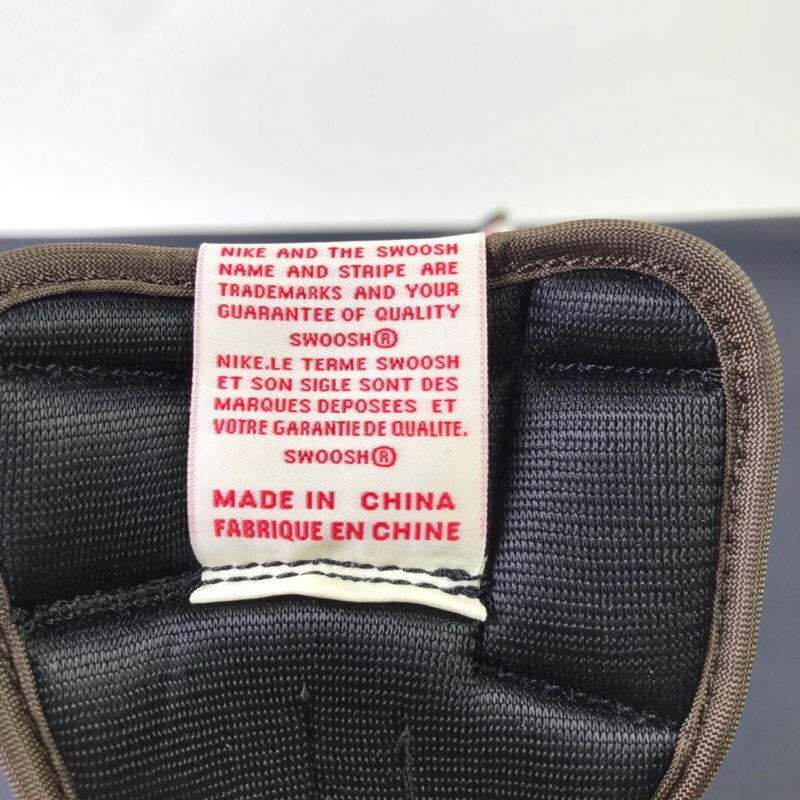 NIKE AND THE SWOOSH
NAME AND STRIPE ARE
TRADEMARKS AND YOUR
GUARANTEE OF QUALITY
SWOOSH®
NIKE.LE TERME SWOOSH
ET SON SIGLE SONT DES
MARQUES DEPOSEES ET
VOTRE GARANTIE DE QUALITE.
SWOOSH®
MADE IN CHINA
FABRIQUE EN CHINE